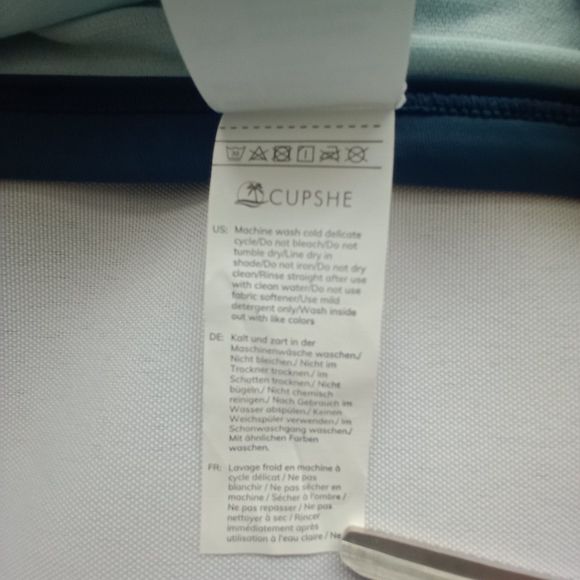 CUPSHE
US: Machine wash cold delicate
cycle/Do not bleach/Do not
tumble dry/Line dry in
shade/Do not iron/Do not dry
clean/Rinse straight after use
with clean water/Do not use
fabric softener/Use mild
detergent only/Wash inside
out with like colors
DE: Kalt und zart in der
Maschinenwäsche waschen/
Nicht bleichen/ Nicht im
Trockner trocknen/ Im
Schatten trocknen/ Nicht
bügeln/ Nicht chemisch
reinigen/ Nach Gebrauch im
Wasser abspülen/ Keinen
Weichspüler verwenden/ Im
Schonwaschgang waschen/
Mit ähnlichen Farben
waschen.
FR: Lavage froid en machine à
cycle délicat / Ne pas
blanchir / Ne pas sécher en
machine / Sécher à l'ombre /
Ne pas repasser / Ne pas
nettoyer à sec / Rincer
immédiatement après
utilisation à l'eau claire / Ne